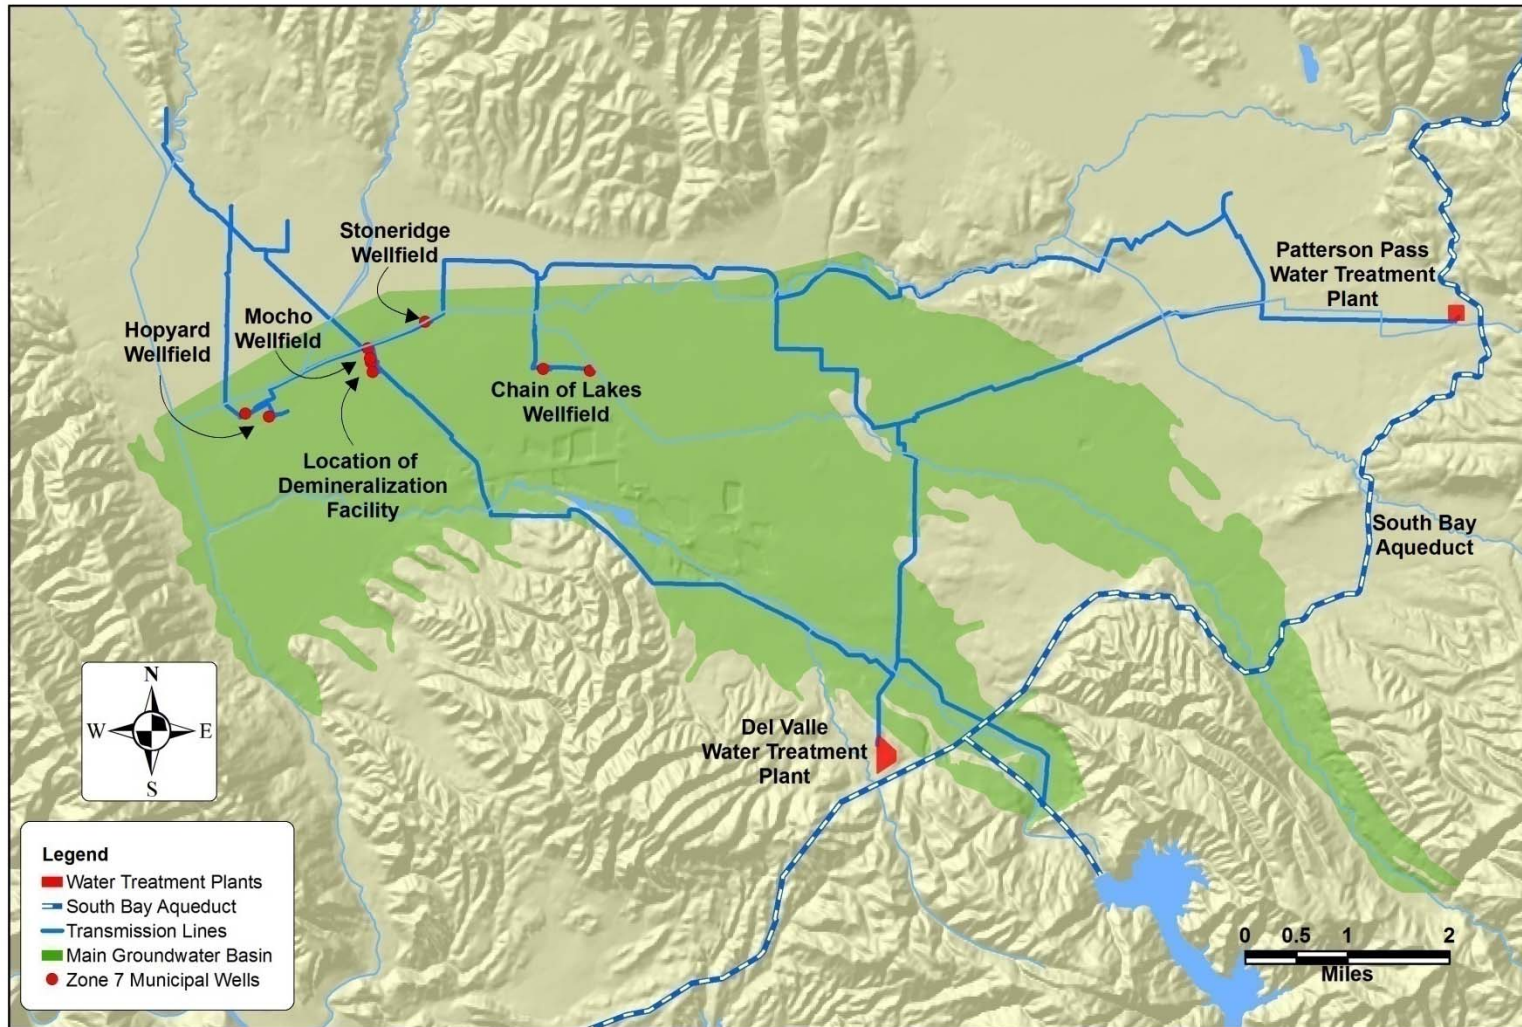 Stoneridge
Wellfield
Mocho
Wellfield
Hopyard
Wellfield
Patterson Pass
Water Treatment
Plant
Chain of Lakes
Wellfield
Location of
Demineralization
Facility
South Bay
Aqueduct
Del Valle
Water Treatment
Plant
N
W E
S
Legend
Water Treatment Plants
South Bay Aqueduct
Transmission Lines
Main Groundwater Basin
Zone 7 Municipal Wells
0 0.5 1 2
Miles